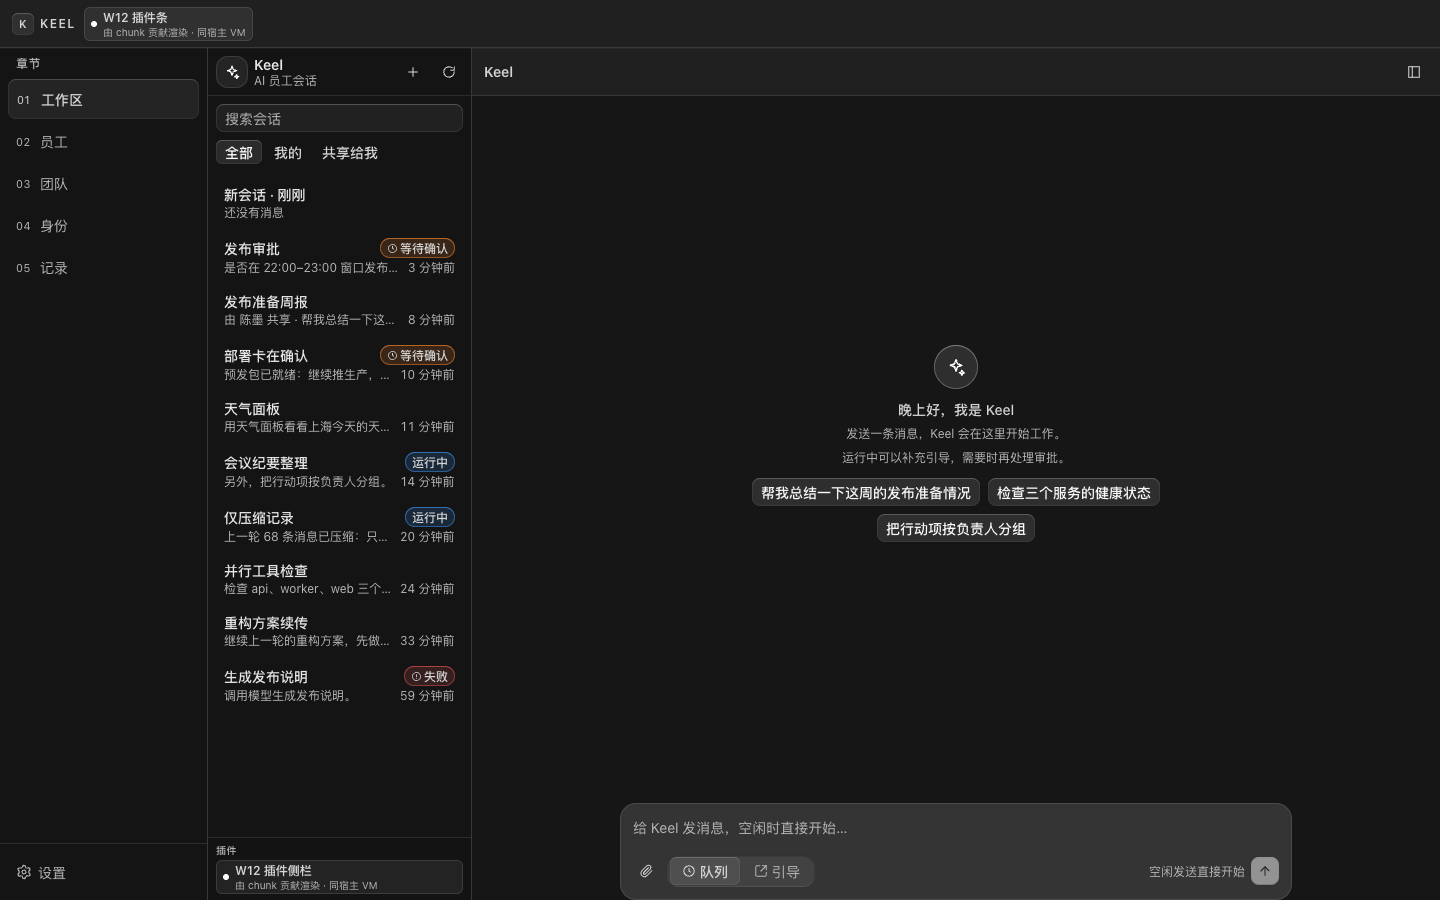 K KEEL
W12 插件条
由 chunk 贡献渲染 · 同宿主 VM
章节
01 工作区
02 员工
03 团队
04 身份
05 记录
设置
Keel
AI 员工会话
搜索会话
全部 我的 共享给我
新会话 · 刚刚
还没有消息
发布审批 等待确认
是否在 22:00–23:00 窗口发布... 3 分钟前
发布准备周报
由 陈墨 共享 · 帮我总结一下这... 8 分钟前
部署卡在确认 等待确认
预发包已就绪：继续推生产，... 10 分钟前
天气面板
用天气面板看看上海今天的天... 11 分钟前
会议纪要整理 运行中
另外，把行动项按负责人分组。 14 分钟前
仅压缩记录 运行中
上一轮 68 条消息已压缩：只... 20 分钟前
并行工具检查
检查 api、worker、web 三个... 24 分钟前
重构方案续传
继续上一轮的重构方案，先做... 33 分钟前
生成发布说明 失败
调用模型生成发布说明。 59 分钟前
插件
W12 插件侧栏
由 chunk 贡献渲染 · 同宿主 VM
Keel
晚上好，我是 Keel
发送一条消息，Keel 会在这里开始工作。
运行中可以补充引导，需要时再处理审批。
帮我总结一下这周的发布准备情况 检查三个服务的健康状态
把行动项按负责人分组
给 Keel 发消息，空闲时直接开始...
队列 引导 空闲发送直接开始